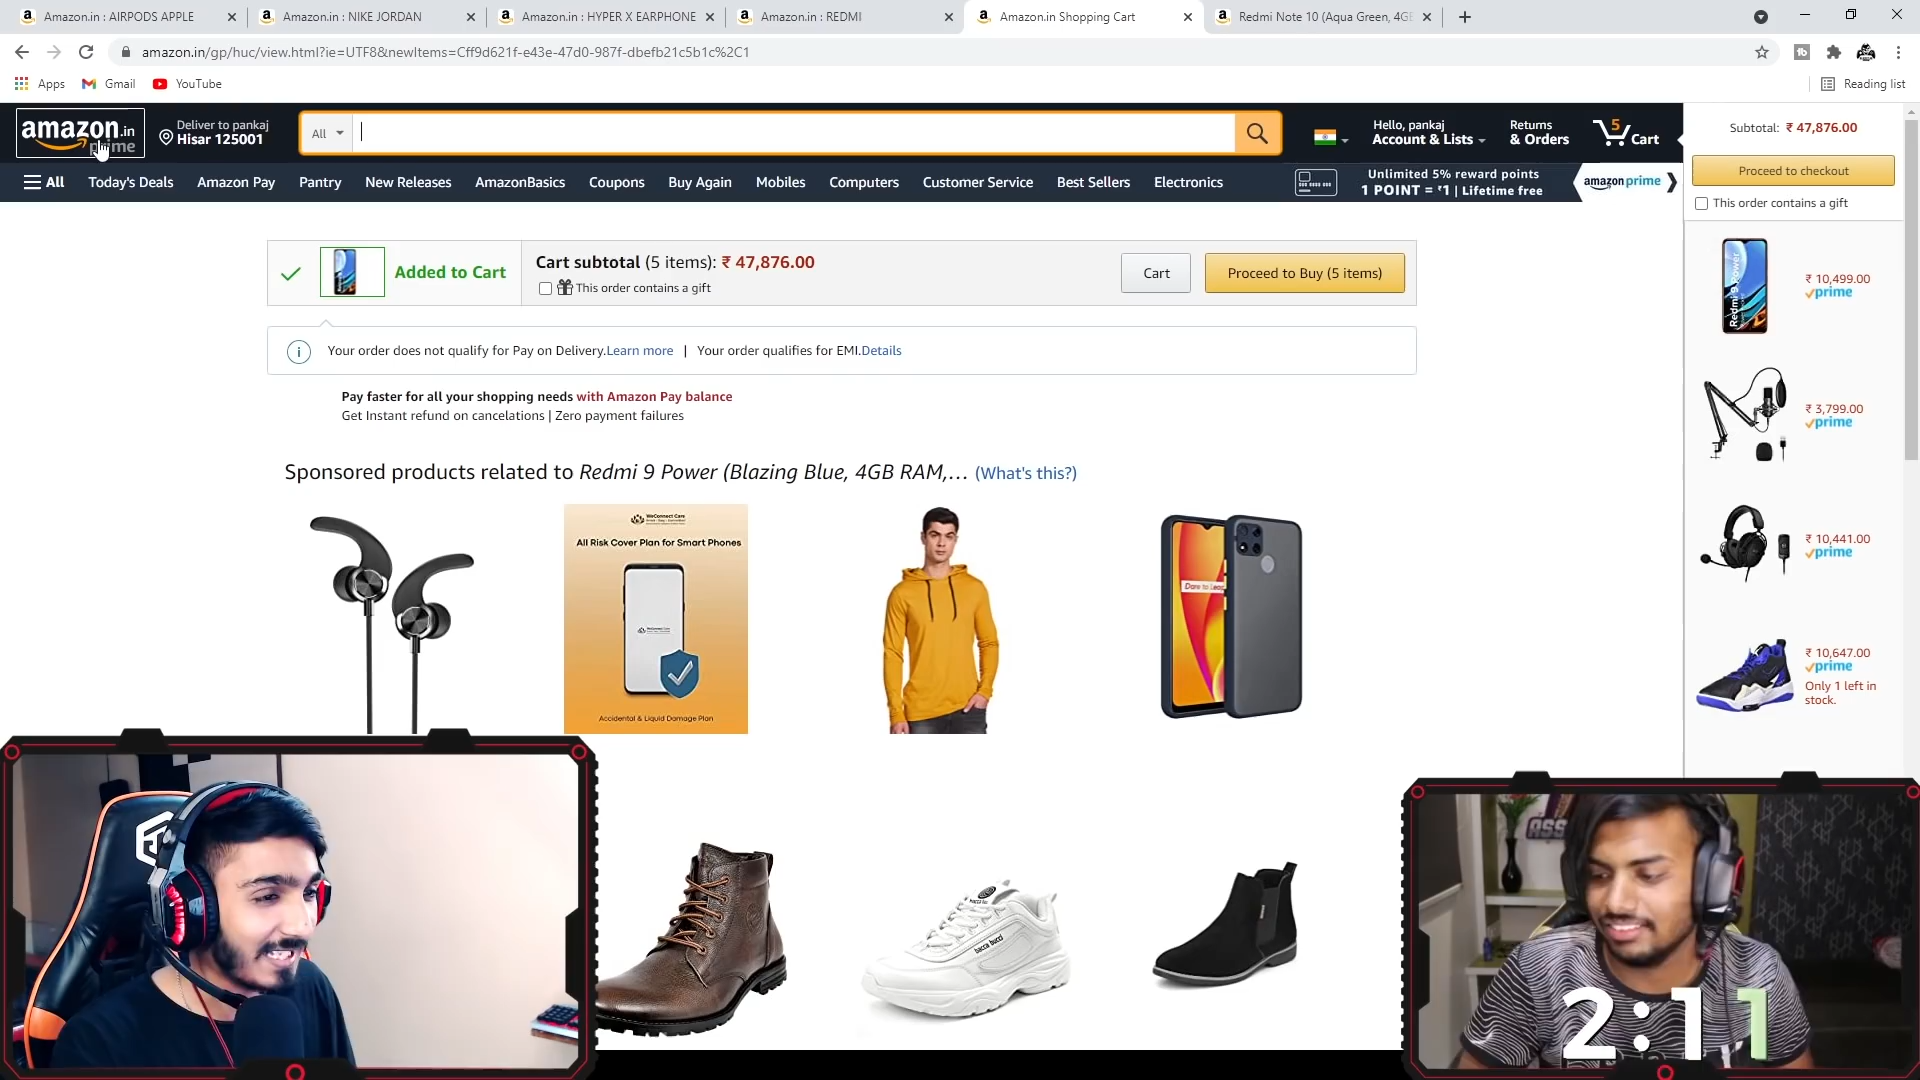 Amazon.in : AIRPODS APPLE
Amazon.in : NIKE JORDAN
Amazon.in : HYPER X EARPHONE
Amazon.in : REDMI
Amazon.in Shopping Cart
Redmi Note 10 (Aqua Green, 4GE
amazon.in/gp/huc/view.html?ie=UTF8&newItems=Cff9d621f-e43e-47d0-987f-dbefb21c5b1c%2C1
Apps
Gmail
YouTube
Reading list
amazon.in
prime
Deliver to pankaj
Hisar 125001
All
Hello, pankaj
Account & Lists
Returns
& Orders
5
Cart
Subtotal: ₹ 47,876.00
Proceed to checkout
This order contains a gift
All
Today's Deals
Amazon Pay
Pantry
New Releases
AmazonBasics
Coupons
Buy Again
Mobiles
Computers
Customer Service
Best Sellers
Electronics
Unlimited 5% reward points
1 POINT = ₹1 | Lifetime free
amazon prime
Added to Cart
Cart subtotal (5 items): ₹ 47,876.00
This order contains a gift
Cart
Proceed to Buy (5 items)
Your order does not qualify for Pay on Delivery.Learn more | Your order qualifies for EMI.Details
Pay faster for all your shopping needs with Amazon Pay balance
Get Instant refund on cancelations | Zero payment failures
Sponsored products related to Redmi 9 Power (Blazing Blue, 4GB RAM,… (What's this?)
WeConnect Care
All Risk Cover Plan for Smart Phones
Accidental & Liquid Damage Plan
Redmi 9 Power
₹ 10,499.00
prime
₹ 3,799.00
prime
₹ 10,441.00
prime
₹ 10,647.00
prime
Only 1 left in
stock.
bacca bucci
2:11